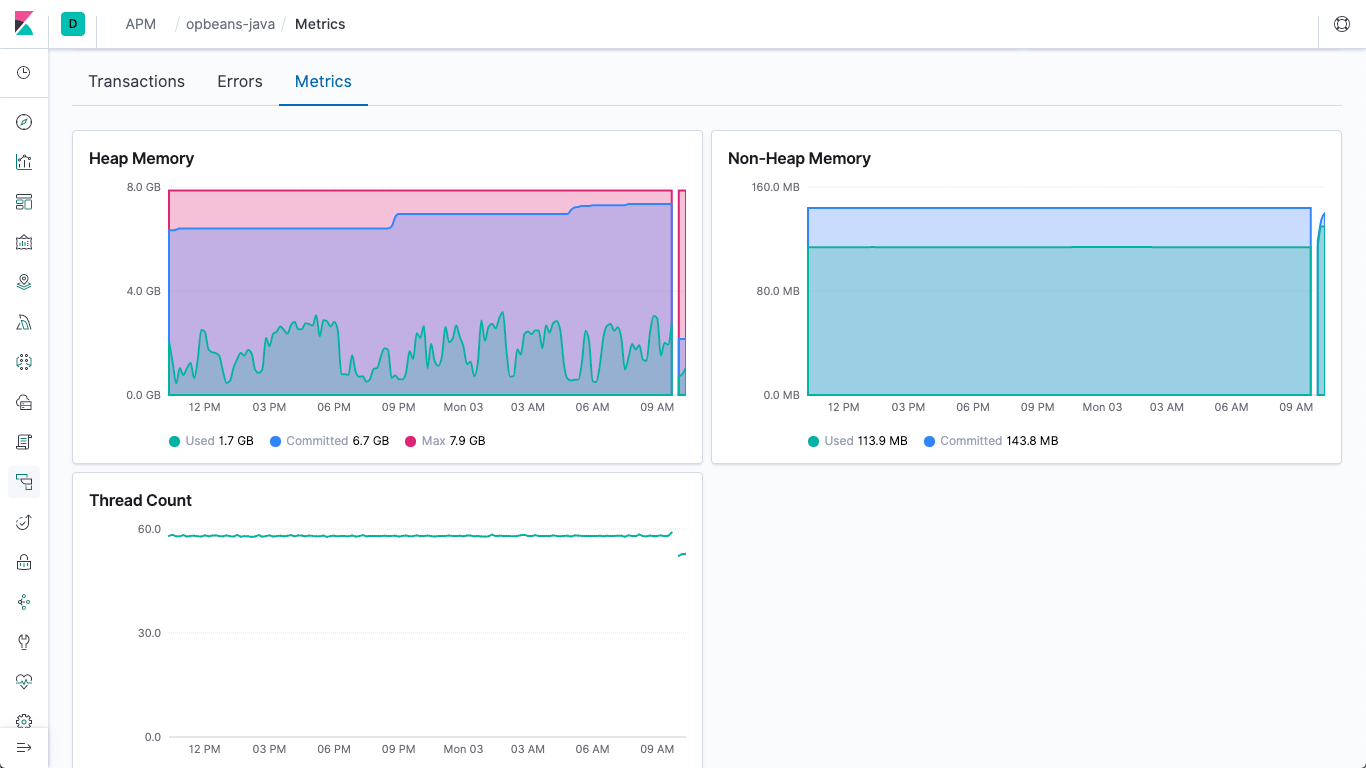 D APM / opbeans-java / Metrics
Transactions Errors Metrics
Heap Memory
8.0 GB
4.0 GB
0.0 GB
12 PM 03 PM 06 PM 09 PM Mon 03 03 AM 06 AM 09 AM
Used 1.7 GB Committed 6.7 GB Max 7.9 GB
Non-Heap Memory
160.0 MB
80.0 MB
0.0 MB
12 PM 03 PM 06 PM 09 PM Mon 03 03 AM 06 AM 09 AM
Used 113.9 MB Committed 143.8 MB
Thread Count
60.0
30.0
0.0
12 PM 03 PM 06 PM 09 PM Mon 03 03 AM 06 AM 09 AM